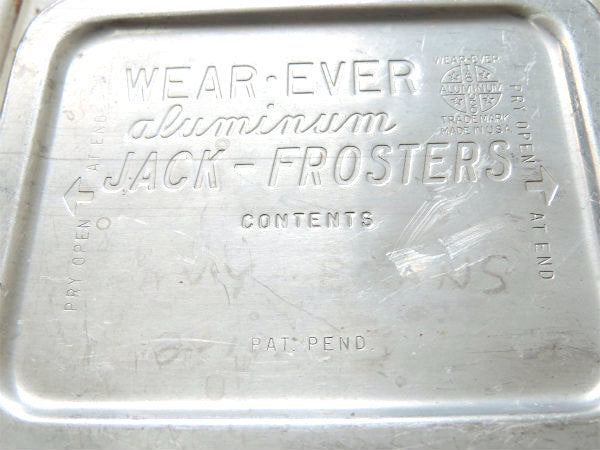 WEAR·EVER
aluminum
JACK-FROSTERS
CONTENTS
PAT. PEND.
WEAR·EVER
ALUMINUM
TRADE MARK
MADE IN U.S.A.
PRY OPEN AT END
PRY OPEN AT END